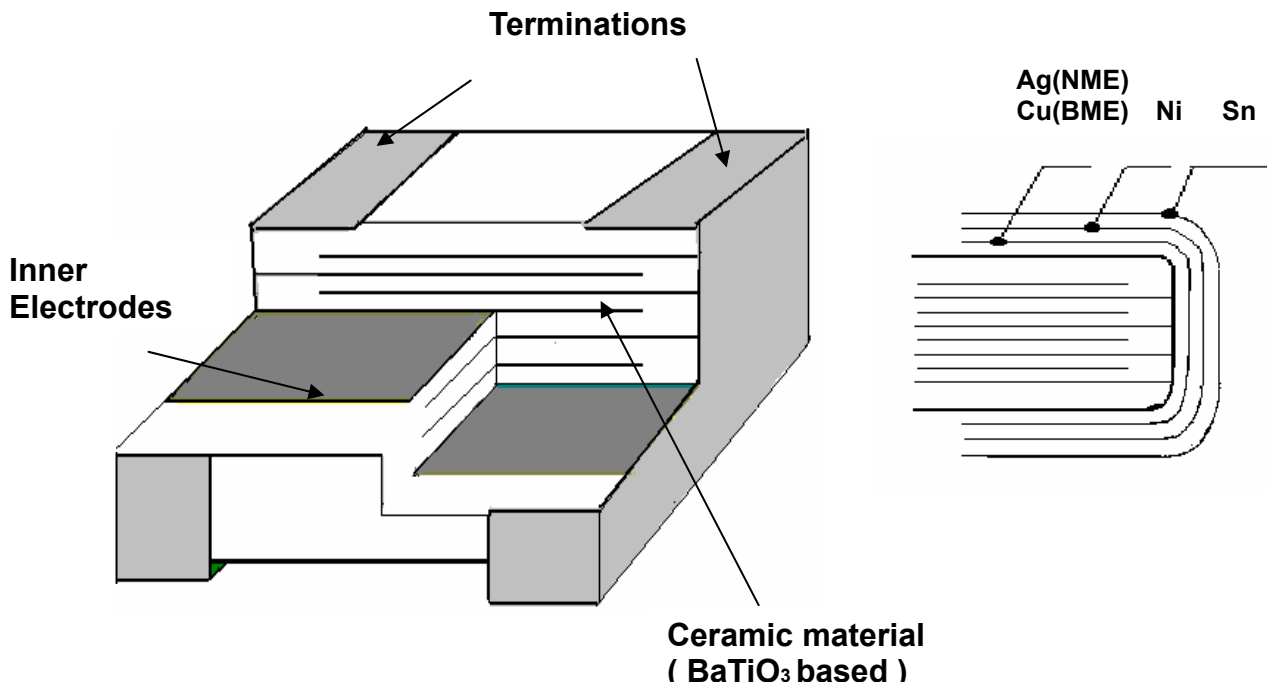 Terminations
Ag(NME)
Cu(BME) Ni Sn
Inner
Electrodes
Ceramic material
( BaTiO₃ based )